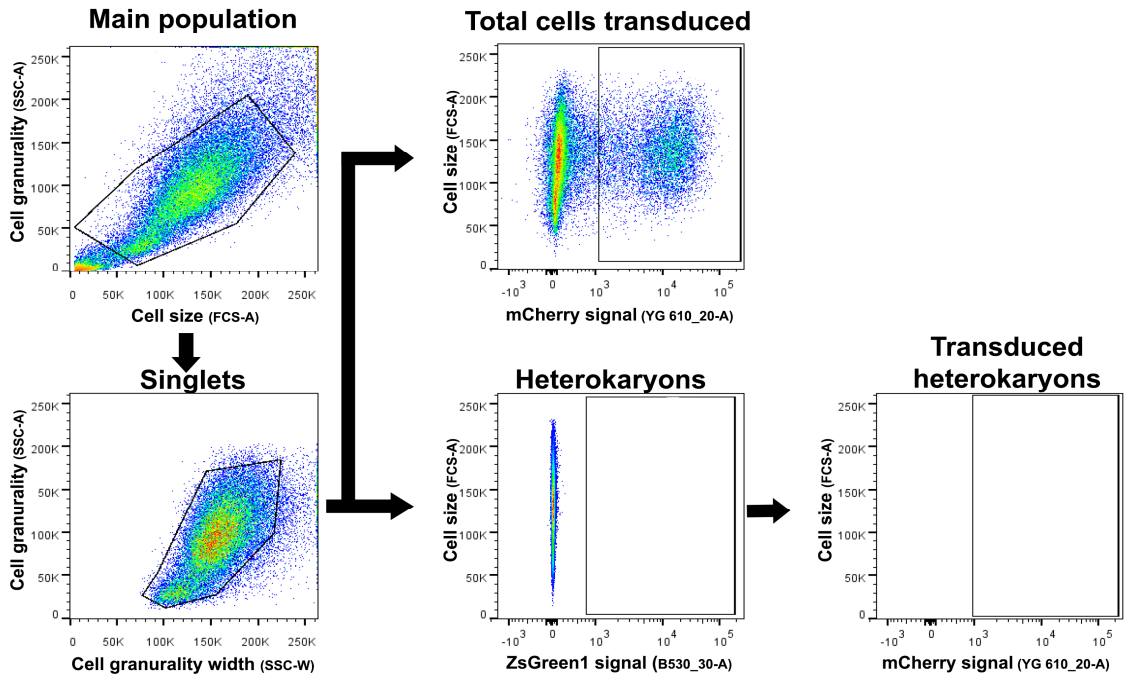 Main population
Cell granurality (SSC-A)
250K
200K
150K
100K
50K
0
0 50K 100K 150K 200K 250K
Cell size (FCS-A)
Total cells transduced
Cell size (FCS-A)
250K
200K
150K
100K
50K
0
-10³ 0 10³ 10⁴ 10⁵
mCherry signal (YG 610_20-A)
Singlets
Cell granurality (SSC-A)
250K
200K
50K
100K
50K
0
0 50K 100K 150K 200K 250K
Cell granurality width (SSC-W)
Heterokaryons
Cell size (FCS-A)
250K
200K
150K
100K
50K
0
-10³ 0 10³ 10⁴ 10⁵
ZsGreen1 signal (B530_30-A)
Transduced
heterokaryons
Cell size (FCS-A)
250K
200K
150K
100K
50K
0
-10³ 0 10³ 10⁴ 10⁵
mCherry signal (YG 610_20-A)